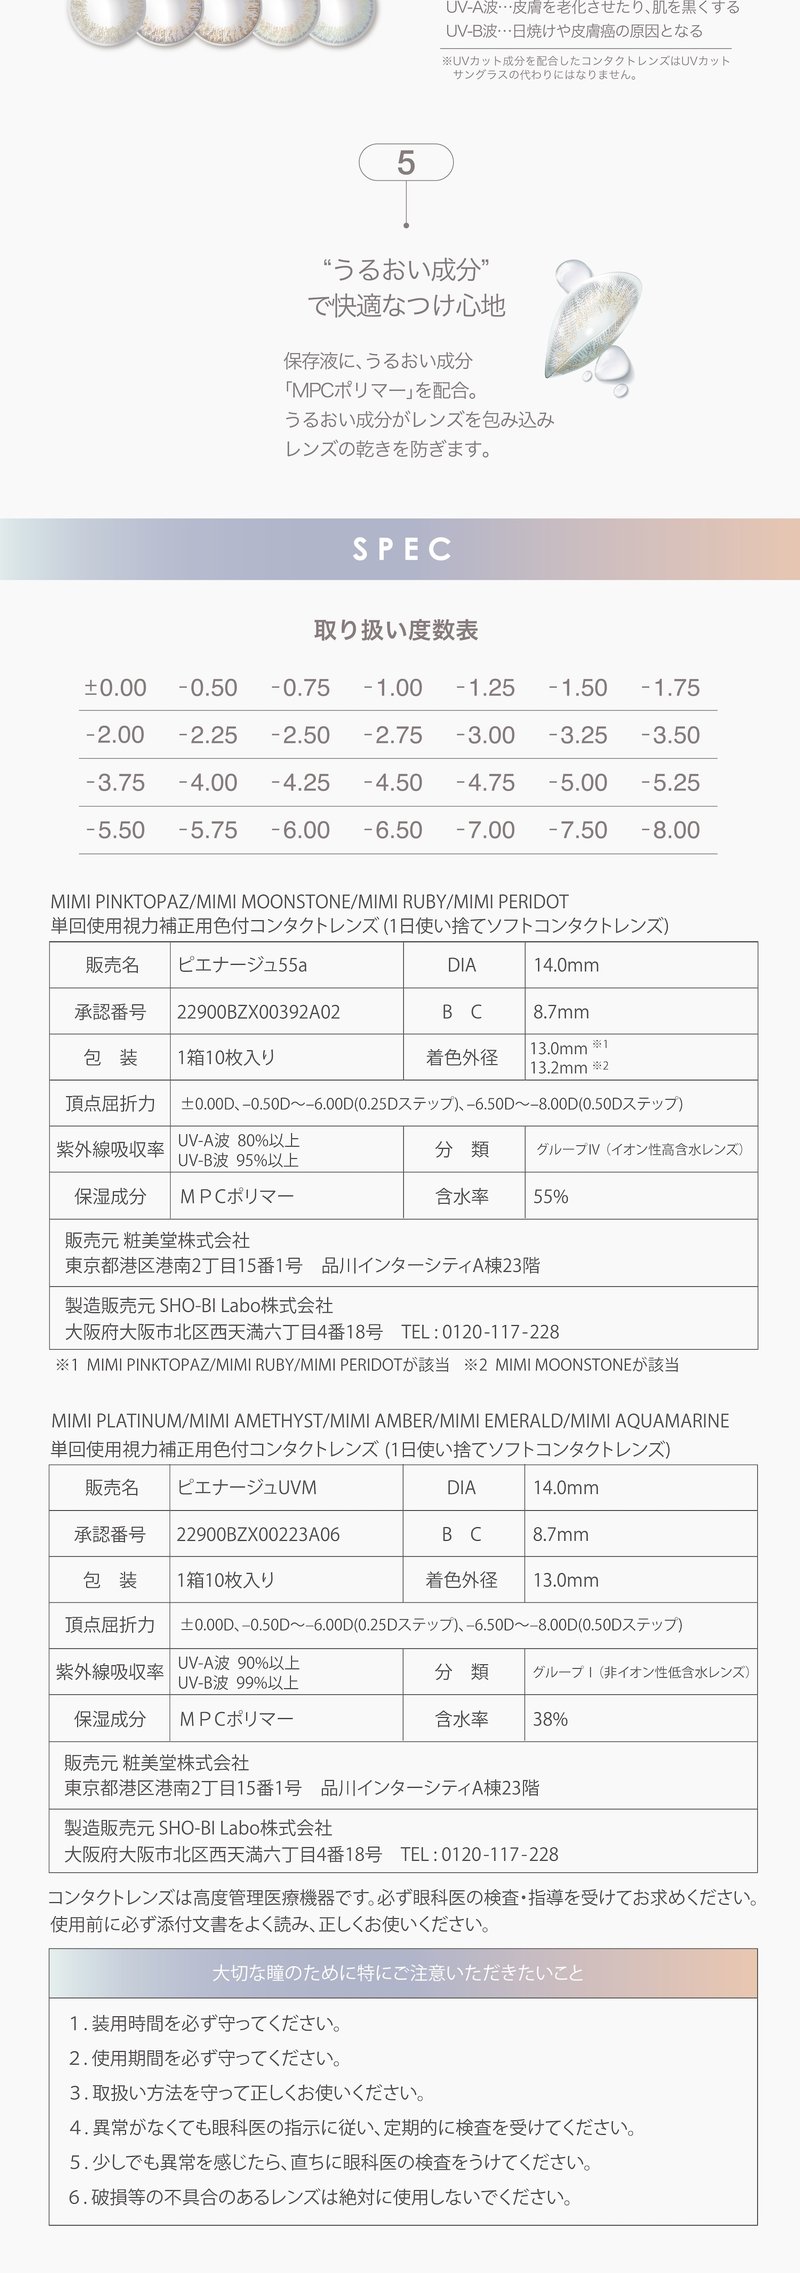 UV-A波…皮膚を老化させたり、肌を黒くする
UV-B波…日焼けや皮膚癌の原因となる
※UVカット成分を配合したコンタクトレンズはUVカット
サングラスの代わりにはなりません。
5
“うるおい成分”
で快適なつけ心地
保存液に、うるおい成分
「MPCポリマー」を配合。
うるおい成分がレンズを包み込み
レンズの乾きを防ぎます。
SPEC
取り扱い度数表
±0.00 -0.50 -0.75 -1.00 -1.25 -1.50 -1.75
-2.00 -2.25 -2.50 -2.75 -3.00 -3.25 -3.50
-3.75 -4.00 -4.25 -4.50 -4.75 -5.00 -5.25
-5.50 -5.75 -6.00 -6.50 -7.00 -7.50 -8.00
MIMI PINKTOPAZ/MIMI MOONSTONE/MIMI RUBY/MIMI PERIDOT
単回使用視力補正用色付コンタクトレンズ (1日使い捨てソフトコンタクトレンズ)
販売名 ピエナージュ55a DIA 14.0mm
承認番号 22900BZX00392A02 B C 8.7mm
包 装 1箱10枚入り 着色外径 13.0mm ※1
13.2mm ※2
頂点屈折力 ±0.00D、–0.50D〜–6.00D(0.25Dステップ)、–6.50D〜–8.00D(0.50Dステップ)
紫外線吸収率 UV-A波 80%以上
UV-B波 95%以上 分 類 グループⅣ（イオン性高含水レンズ）
保湿成分 MPCポリマー 含水率 55%
販売元 粧美堂株式会社
東京都港区港南2丁目15番1号 品川インターシティA棟23階
製造販売元 SHO-BI Labo株式会社
大阪府大阪市北区西天満六丁目4番18号 TEL : 0120-117-228
※1 MIMI PINKTOPAZ/MIMI RUBY/MIMI PERIDOTが該当 ※2 MIMI MOONSTONEが該当
MIMI PLATINUM/MIMI AMETHYST/MIMI AMBER/MIMI EMERALD/MIMI AQUAMARINE
単回使用視力補正用色付コンタクトレンズ (1日使い捨てソフトコンタクトレンズ)
販売名 ピエナージュUVM DIA 14.0mm
承認番号 22900BZX00223A06 B C 8.7mm
包 装 1箱10枚入り 着色外径 13.0mm
頂点屈折力 ±0.00D、–0.50D〜–6.00D(0.25Dステップ)、–6.50D〜–8.00D(0.50Dステップ)
紫外線吸収率 UV-A波 90%以上
UV-B波 99%以上 分 類 グループⅠ（非イオン性低含水レンズ）
保湿成分 MPCポリマー 含水率 38%
販売元 粧美堂株式会社
東京都港区港南2丁目15番1号 品川インターシティA棟23階
製造販売元 SHO-BI Labo株式会社
大阪府大阪市北区西天満六丁目4番18号 TEL : 0120-117-228
コンタクトレンズは高度管理医療機器です。必ず眼科医の検査・指導を受けてお求めください。
使用前に必ず添付文書をよく読み、正しくお使いください。
大切な瞳のために特にご注意いただきたいこと
1. 装用時間を必ず守ってください。
2. 使用期間を必ず守ってください。
3. 取扱い方法を守って正しくお使いください。
4. 異常がなくても眼科医の指示に従い、定期的に検査を受けてください。
5. 少しでも異常を感じたら、直ちに眼科医の検査をうけてください。
6. 破損等の不具合のあるレンズは絶対に使用しないでください。